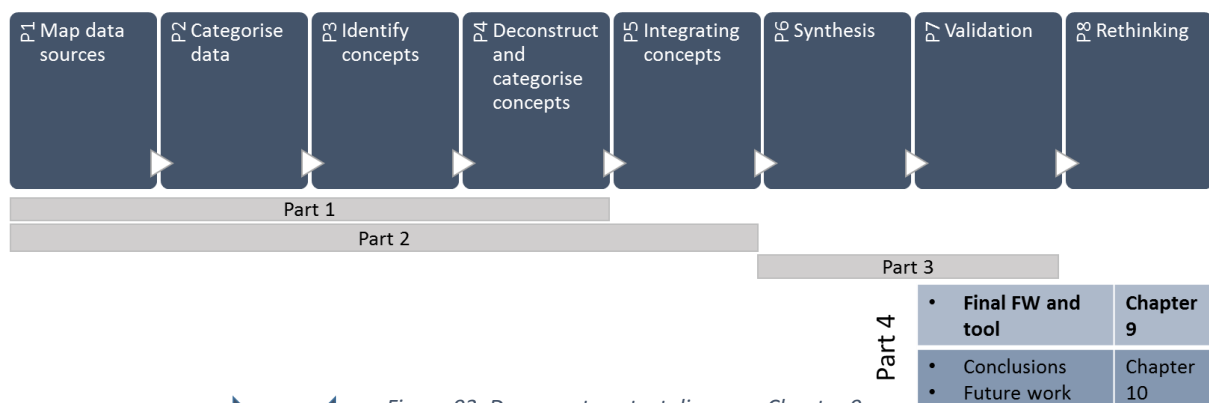 P1 Map data
sources
P2 Categorise
data
P3 Identify
concepts
P4 Deconstruct
and
categorise
concepts
P5 Integrating
concepts
P6 Synthesis
P7 Validation
P8 Rethinking
Part 1
Part 2
Part 3
Part 4
• Final FW and
tool
Chapter
9
• Conclusions
• Future work
Chapter
10